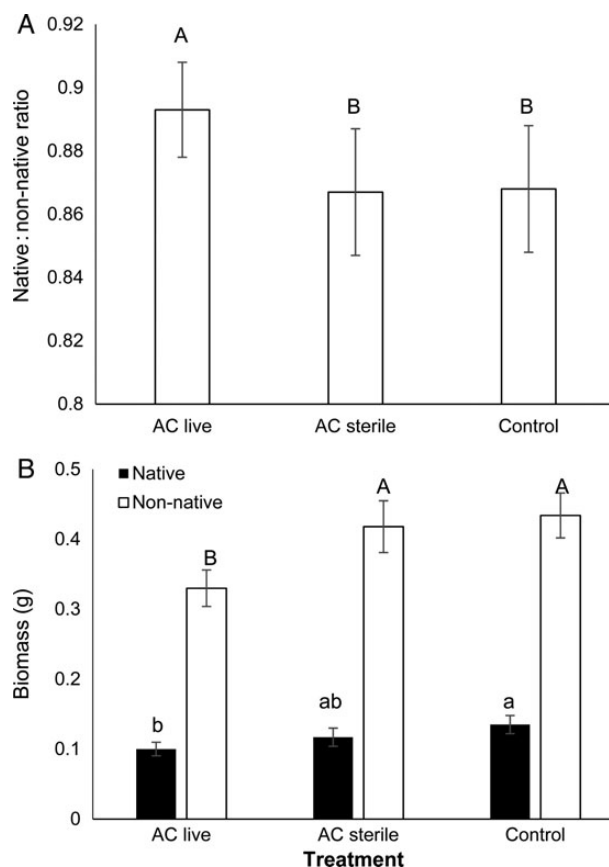 A
0.92
0.9
0.88
0.86
0.84
0.82
0.8
Native : non-native ratio
A
B
B
AC live
AC sterile
Control
B
0.5
0.4
0.3
0.2
0.1
0
Biomass (g)
Native
Non-native
b
B
ab
A
a
A
AC live
AC sterile
Control
Treatment